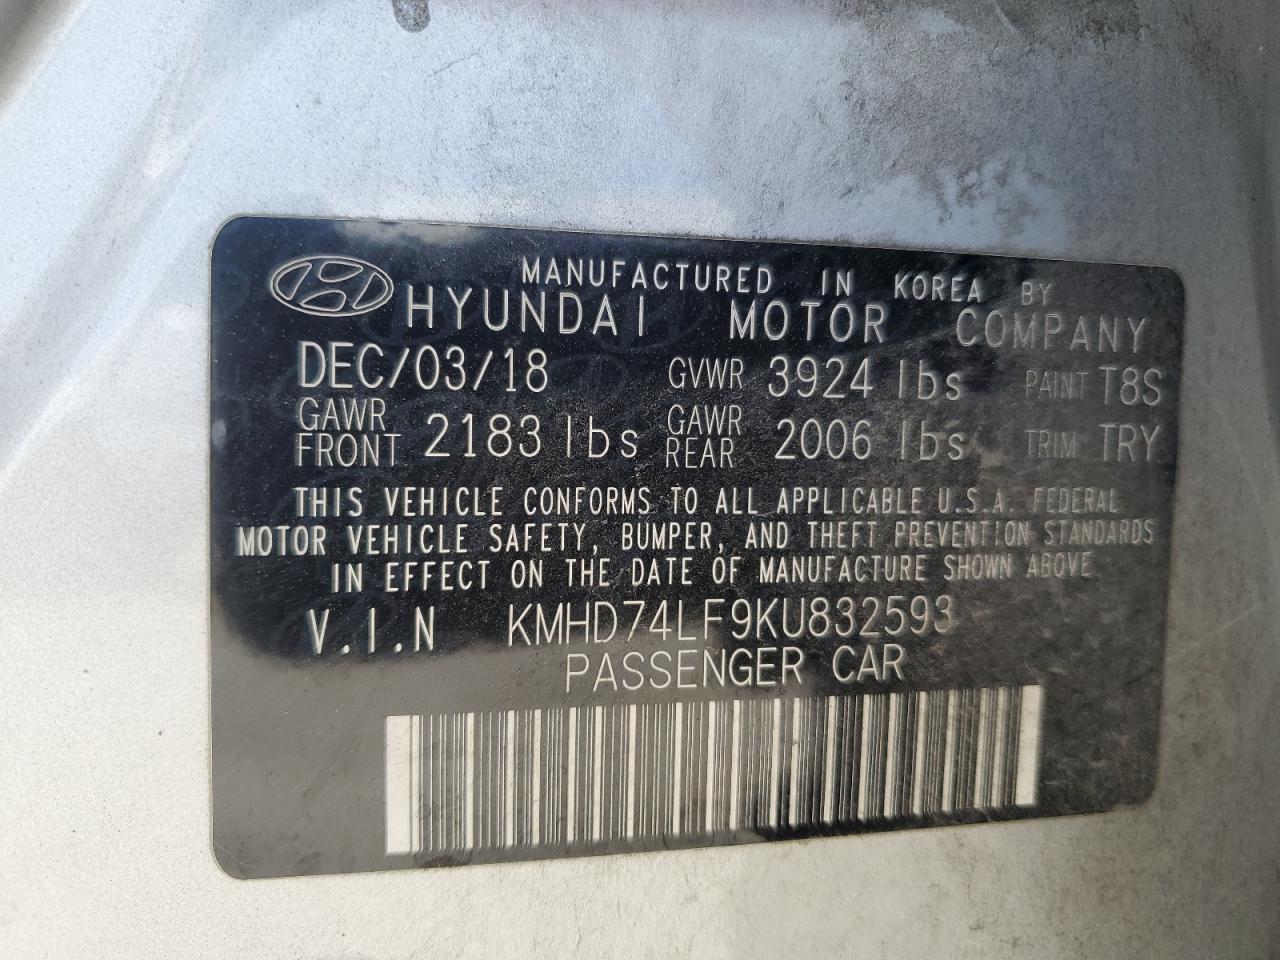 MANUFACTURED IN KOREA BY
HYUNDAI MOTOR COMPANY
DEC/03/18 GVWR 3924 lbs PAINT T8S
GAWR FRONT 2183 lbs GAWR REAR 2006 lbs TRIM TRY
THIS VEHICLE CONFORMS TO ALL APPLICABLE U.S.A. FEDERAL
MOTOR VEHICLE SAFETY, BUMPER, AND THEFT PREVENTION STANDARDS
IN EFFECT ON THE DATE OF MANUFACTURE SHOWN ABOVE
V.I.N KMHD74LF9KU832593
PASSENGER CAR